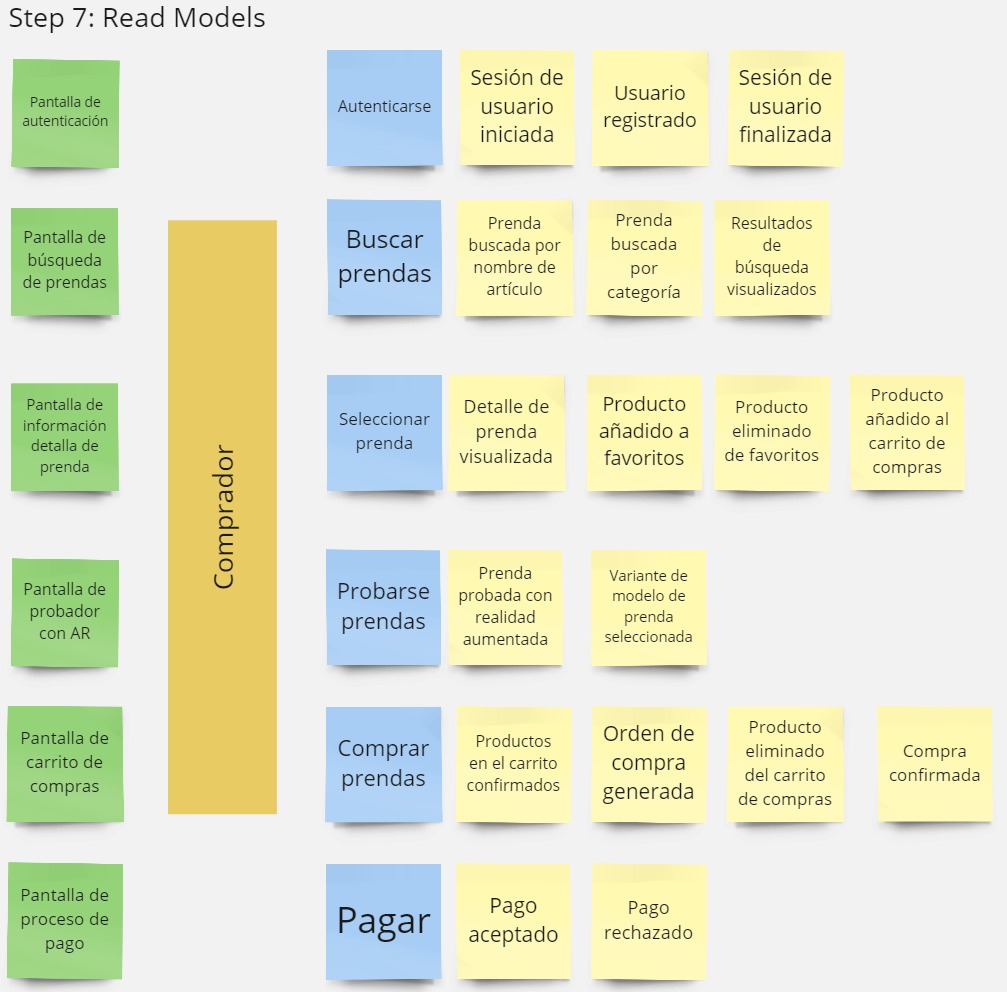 Step 7: Read Models
Pantalla de
autenticación
Autenticarse
Sesión de
usuario
iniciada
Usuario
registrado
Sesión de
usuario
finalizada
Pantalla de
búsqueda
de prendas
Buscar
prendas
Prenda
buscada por
nombre de
artículo
Prenda
buscada
por
categoría
Resultados
de
búsqueda
visualizados
Comprador
Pantalla de
información
detalla de
prenda
Seleccionar
prenda
Detalle de
prenda
visualizada
Producto
añadido a
favoritos
Producto
eliminado
de favoritos
Producto
añadido al
carrito de
compras
Pantalla de
probador
con AR
Probarse
prendas
Prenda
probada con
realidad
aumentada
Variante de
modelo de
prenda
seleccionada
Pantalla de
carrito de
compras
Comprar
prendas
Productos
en el carrito
confirmados
Orden de
compra
generada
Producto
eliminado
del carrito
de compras
Compra
confirmada
Pantalla de
proceso de
pago
Pagar
Pago
aceptado
Pago
rechazado